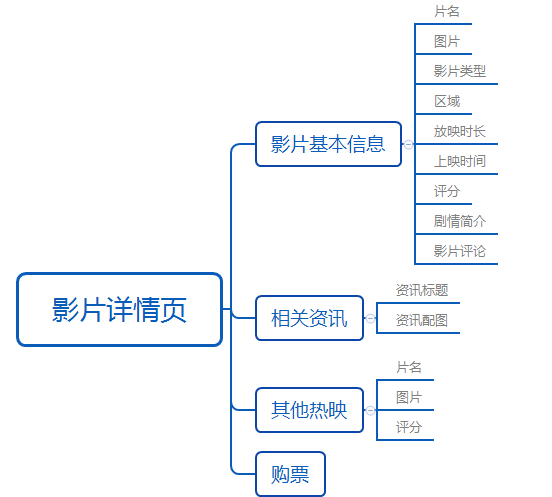 影片详情页
影片基本信息
片名
图片
影片类型
区域
放映时长
上映时间
评分
剧情简介
影片评论
相关资讯
资讯标题
资讯配图
其他热映
片名
图片
评分
购票